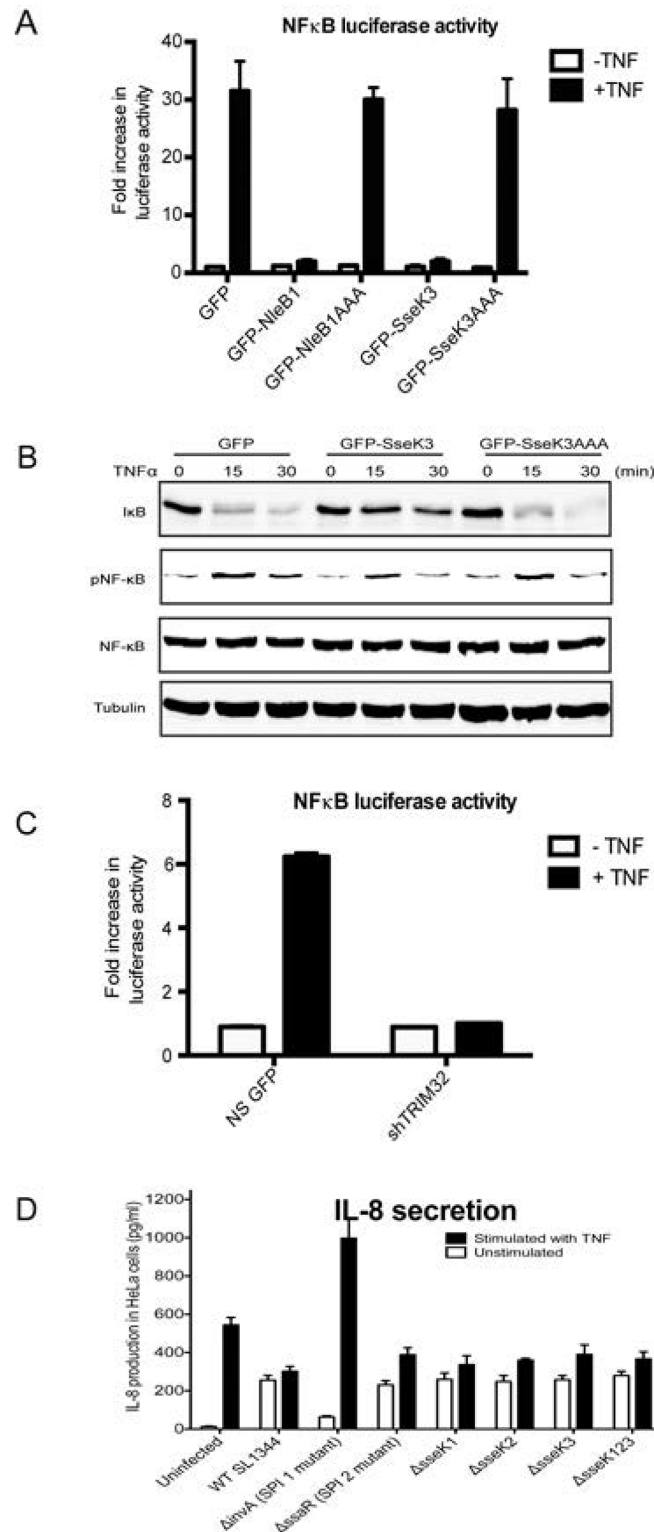 A
NFκB luciferase activity
-TNF
+TNF
Fold increase in
luciferase activity
40
30
20
10
0
GFP
GFP-NleB1
GFP-NleB1AAA
GFP-SseK3
GFP-SseK3AAA
B
GFP GFP-SseK3 GFP-SseK3AAA
TNFα 0 15 30 0 15 30 0 15 30 (min)
IκB
pNF-κB
NF-κB
Tubulin
C
NFκB luciferase activity
- TNF
+ TNF
Fold increase in
luciferase activity
8
6
4
2
0
NS GFP
shTRIM32
D
IL-8 secretion
Stimulated with TNF
Unstimulated
IL-8 production in HeLa cells (pg/ml)
1200
1000
800
600
400
200
0
Uninfected
WT SL1344
ΔinvA (SPI 1 mutant)
ΔssaR (SPI 2 mutant)
ΔsseK1
ΔsseK2
ΔsseK3
ΔsseK123